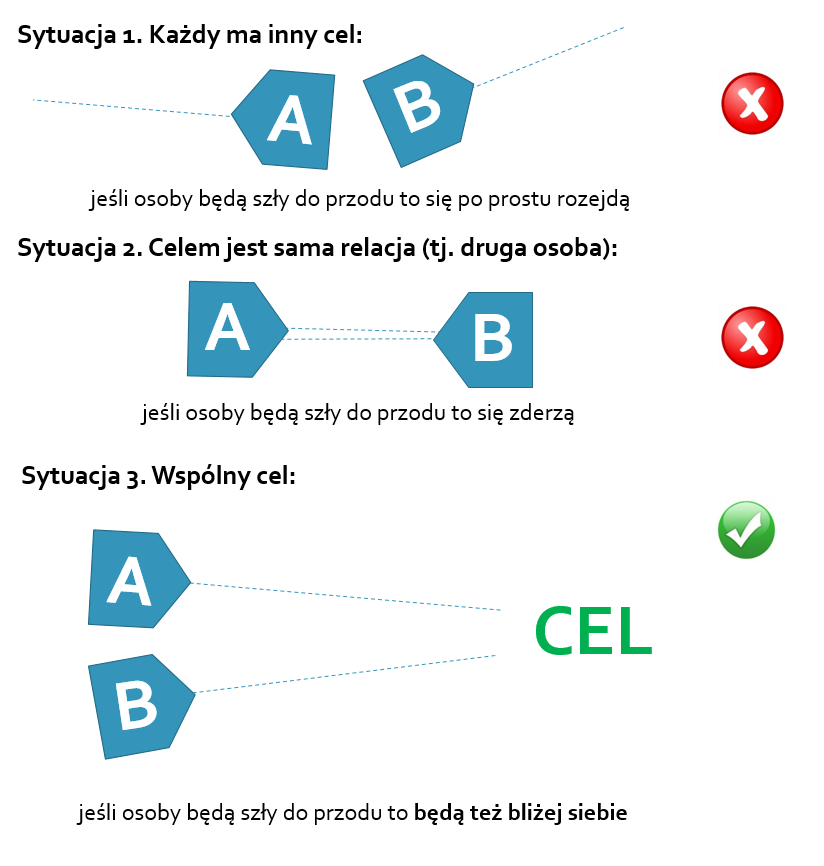 Sytuacja 1. Każdy ma inny cel:
A
B
jeśli osoby będą szły do przodu to się po prostu rozejdą
Sytuacja 2. Celem jest sama relacja (tj. druga osoba):
A
B
jeśli osoby będą szły do przodu to się zderzą
Sytuacja 3. Wspólny cel:
A
CEL
B
jeśli osoby będą szły do przodu to będą też bliżej siebie